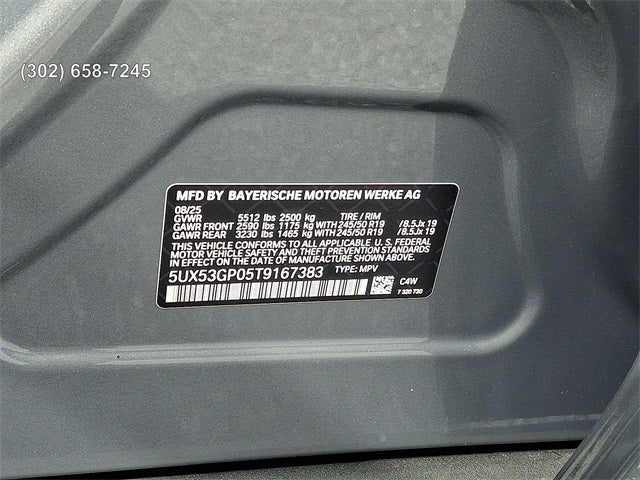 (302) 658-7245
MFD BY BAYERISCHE MOTOREN WERKE AG
08/25
GVWR 5512 lbs 2500 kg TIRE / RIM
GAWR FRONT 2590 lbs 1175 kg WITH 245/50 R19 /8.5Jx 19
GAWR REAR 3230 lbs 1465 kg WITH 245/50 R19 /8.5Jx 19
THIS VEHICLE CONFORMS TO ALL APPLICABLE U.S. FEDERAL
MOTOR VEHICLE SAFETY AND THEFT PREVENTION STANDARDS
IN EFFECT ON THE DATE OF MANUFACTURE SHOWN ABOVE.
5UX53GP05T9167383 TYPE: MPV
C4W
7 320 730